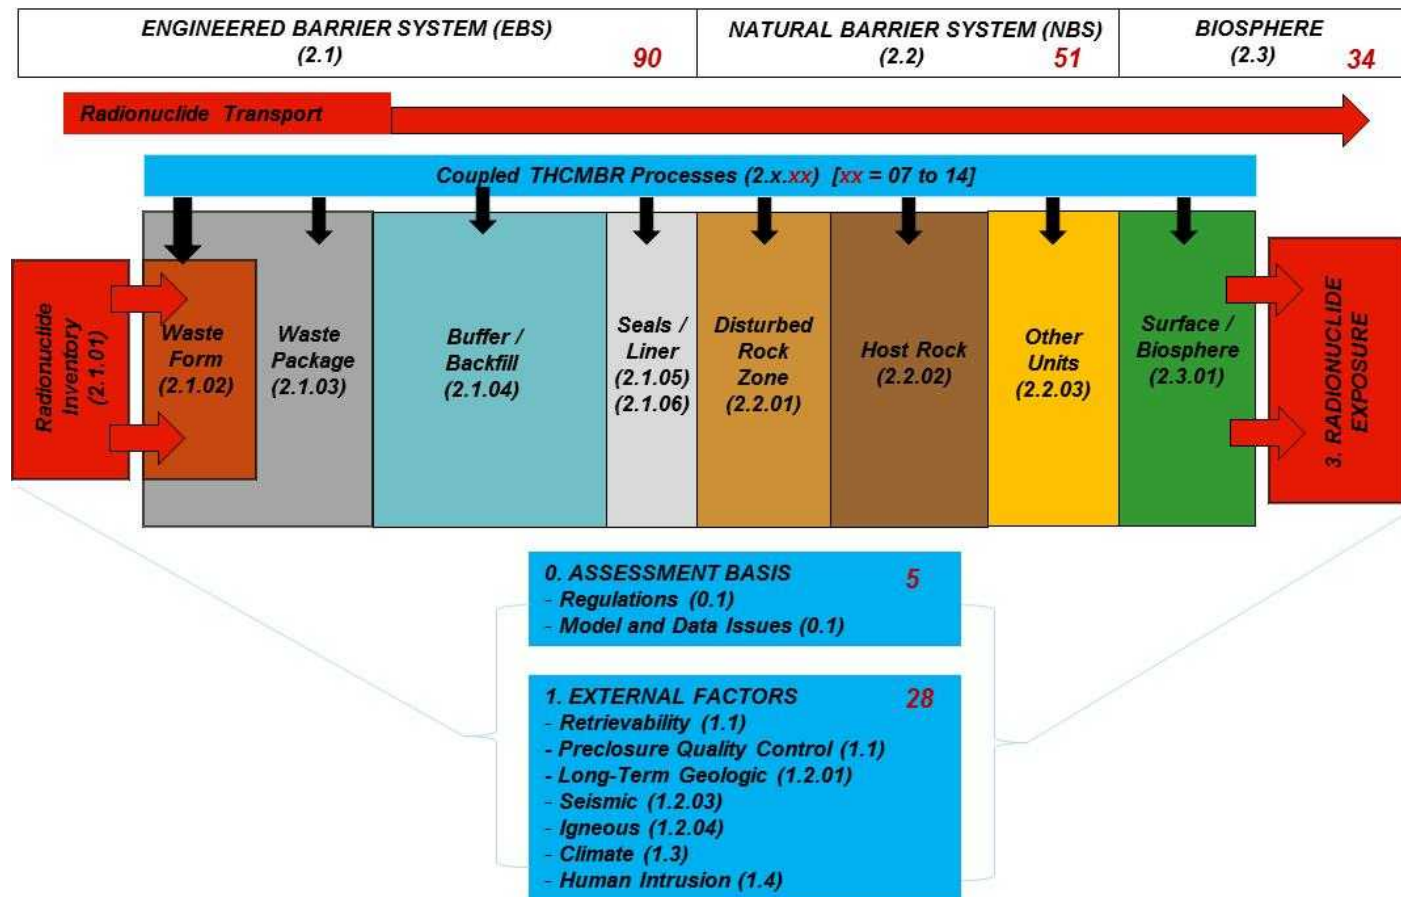 ENGINEERED BARRIER SYSTEM (EBS)
(2.1)
90
NATURAL BARRIER SYSTEM (NBS)
(2.2)
51
BIOSPHERE
(2.3)
34
Radionuclide Transport
Coupled THCMBR Processes (2.x.xx) [xx = 07 to 14]
Radionuclide
Inventory
(2.1.01)
Waste
Form
(2.1.02)
Waste
Package
(2.1.03)
Buffer /
Backfill
(2.1.04)
Seals /
Liner
(2.1.05)
(2.1.06)
Disturbed
Rock
Zone
(2.2.01)
Host Rock
(2.2.02)
Other
Units
(2.2.03)
Surface /
Biosphere
(2.3.01)
3. RADIONUCLIDE
EXPOSURE
0. ASSESSMENT BASIS 5
- Regulations (0.1)
- Model and Data Issues (0.1)
1. EXTERNAL FACTORS 28
- Retrievability (1.1)
- Preclosure Quality Control (1.1)
- Long-Term Geologic (1.2.01)
- Seismic (1.2.03)
- Igneous (1.2.04)
- Climate (1.3)
- Human Intrusion (1.4)